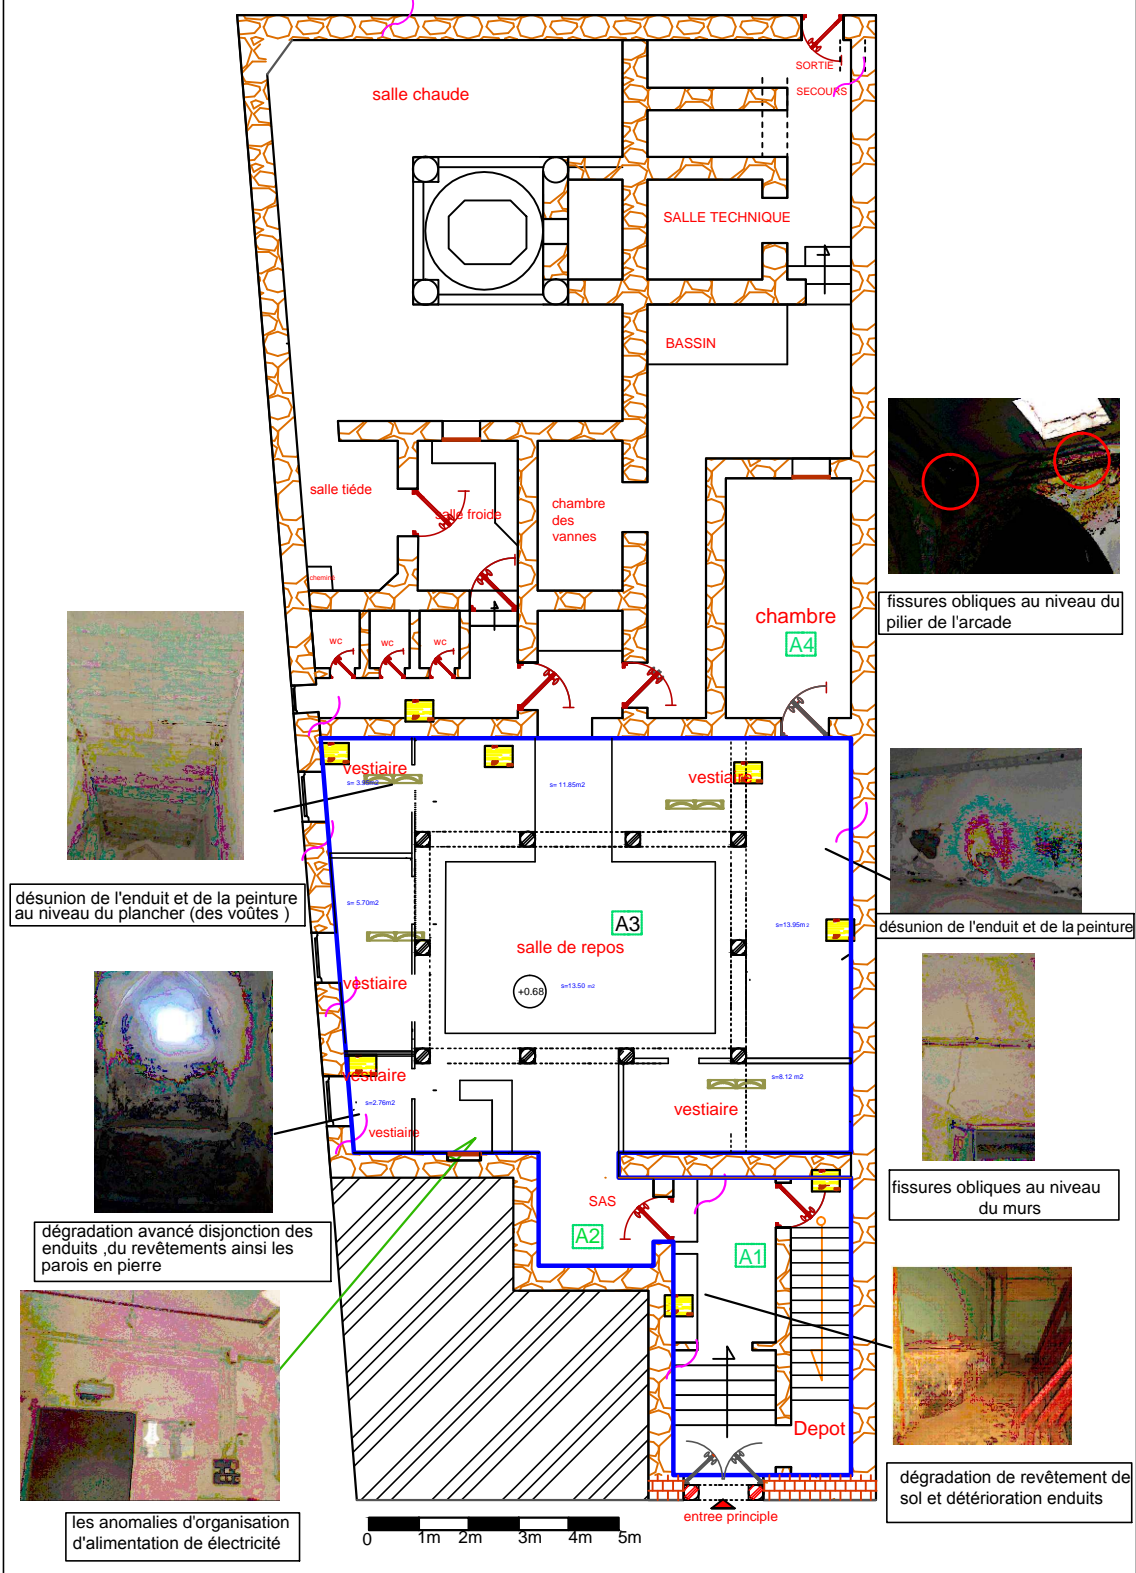 salle chaude
SORTIE
SECOURS
SALLE TECHNIQUE
BASSIN
salle tiéde
salle froide
chambre
des
vannes
chemin
wc
wc
wc
chambre
A4
fissures obliques au niveau du
pilier de l'arcade
vestiaire
s= 11.85m2
vestiaire
désunion de l'enduit et de la peinture
au niveau du plancher (des voûtes )
s= 5.70m2
A3
salle de repos
s=13.95m2
désunion de l'enduit et de la peinture
+0.68
s=13.50 m2
vestiaire
vestiaire
s=2.76m2
vestiaire
s=8.12 m2
vestiaire
fissures obliques au niveau
du murs
SAS
A2
A1
dégradation avancé disjonction des
enduits ,du revêtements ainsi les
parois en pierre
Depot
dégradation de revêtement de
sol et détérioration enduits
entree principle
les anomalies d'organisation
d'alimentation de électricité
0 1m 2m 3m 4m 5m